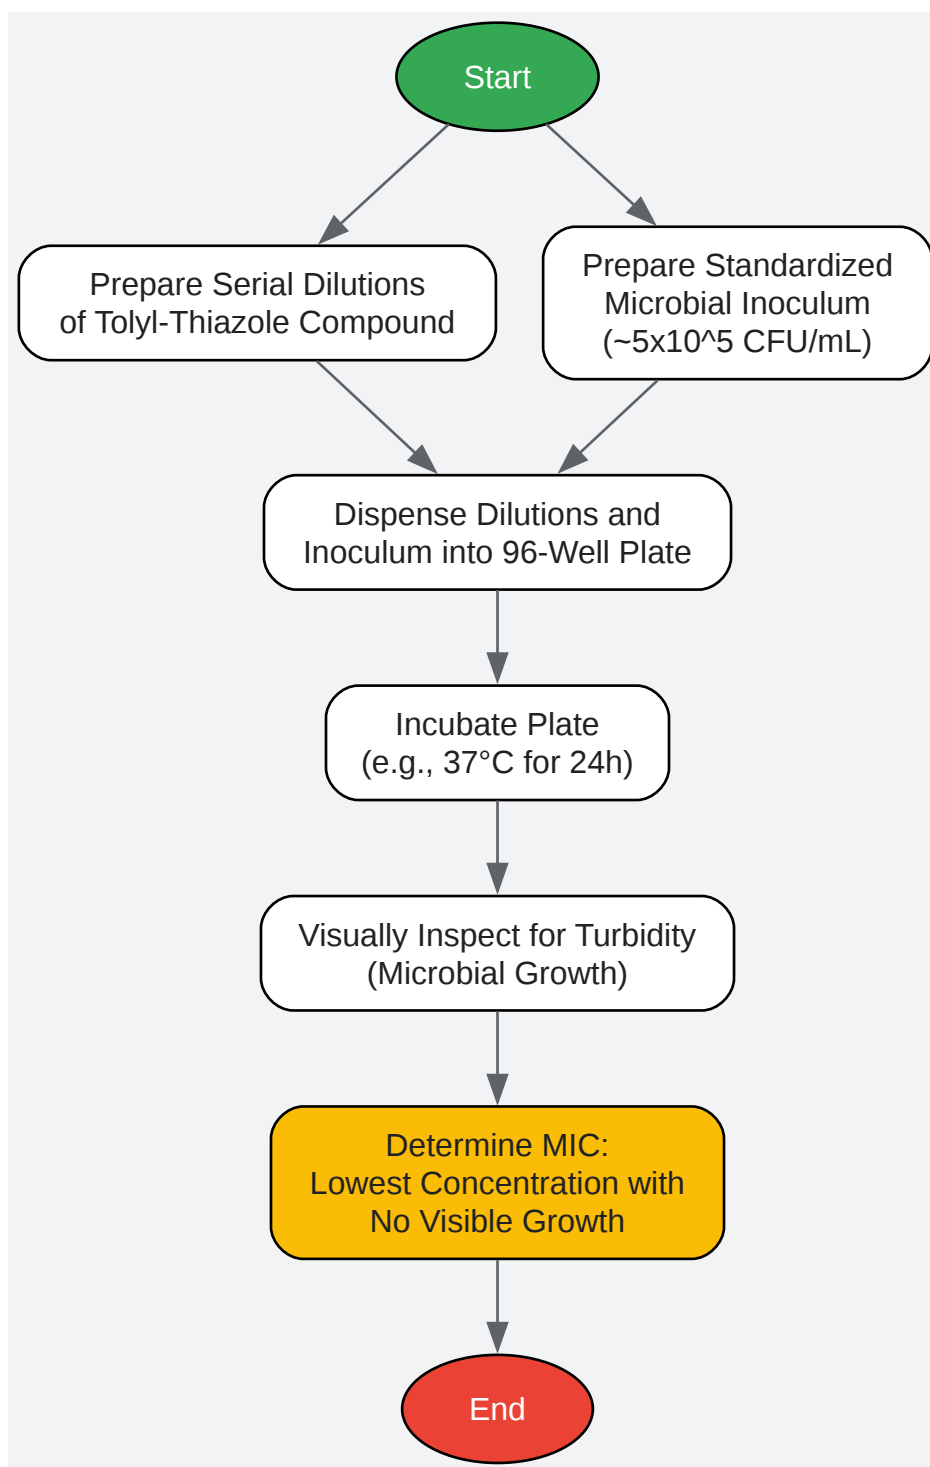 Start
Prepare Serial Dilutions
of Tolyl-Thiazole Compound
Prepare Standardized
Microbial Inoculum
(~5x10^5 CFU/mL)
Dispense Dilutions and
Inoculum into 96-Well Plate
Incubate Plate
(e.g., 37°C for 24h)
Visually Inspect for Turbidity
(Microbial Growth)
Determine MIC:
Lowest Concentration with
No Visible Growth
End